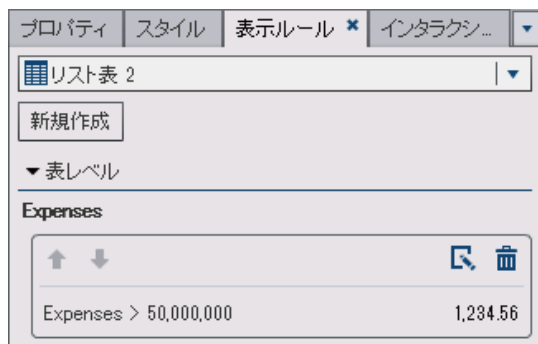 プロパティ スタイル 表示ルール × インタラクシ...
リスト表 2
新規作成
表レベル
Expenses
Expenses > 50,000,000 1,234.56